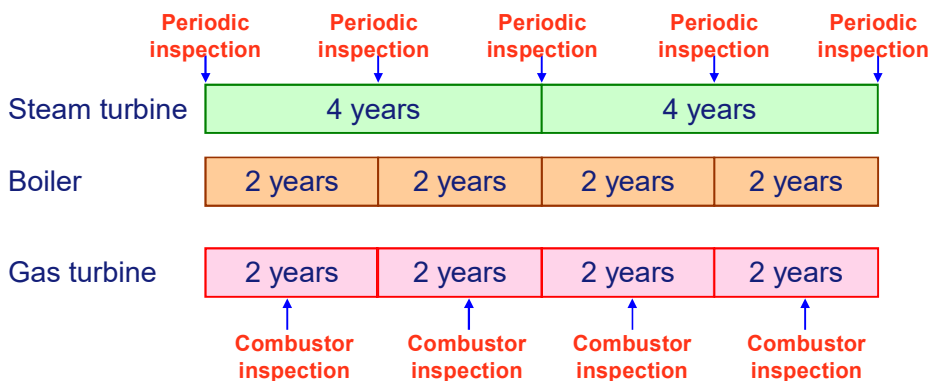 Periodic Periodic Periodic Periodic Periodic
inspection inspection inspection inspection inspection
Steam turbine 4 years 4 years
Boiler 2 years 2 years 2 years 2 years
Gas turbine 2 years 2 years 2 years 2 years
Combustor Combustor Combustor Combustor
inspection inspection inspection inspection